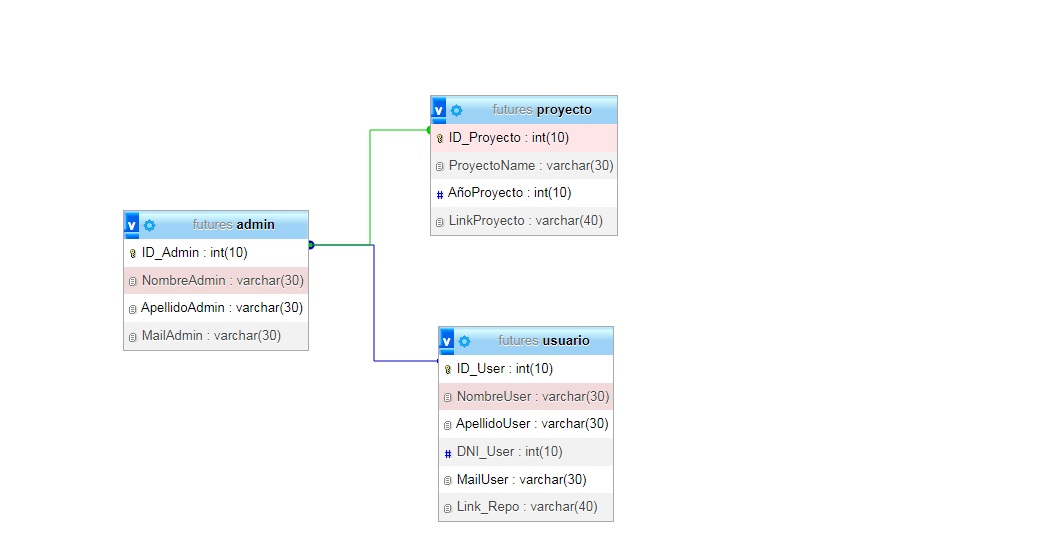 v futures proyecto
ID_Proyecto : int(10)
ProyectoName : varchar(30)
# AñoProyecto : int(10)
LinkProyecto : varchar(40)
v futures admin
ID_Admin : int(10)
NombreAdmin : varchar(30)
ApellidoAdmin : varchar(30)
MailAdmin : varchar(30)
v futures usuario
ID_User : int(10)
NombreUser : varchar(30)
ApellidoUser : varchar(30)
# DNI_User : int(10)
MailUser : varchar(30)
Link_Repo : varchar(40)